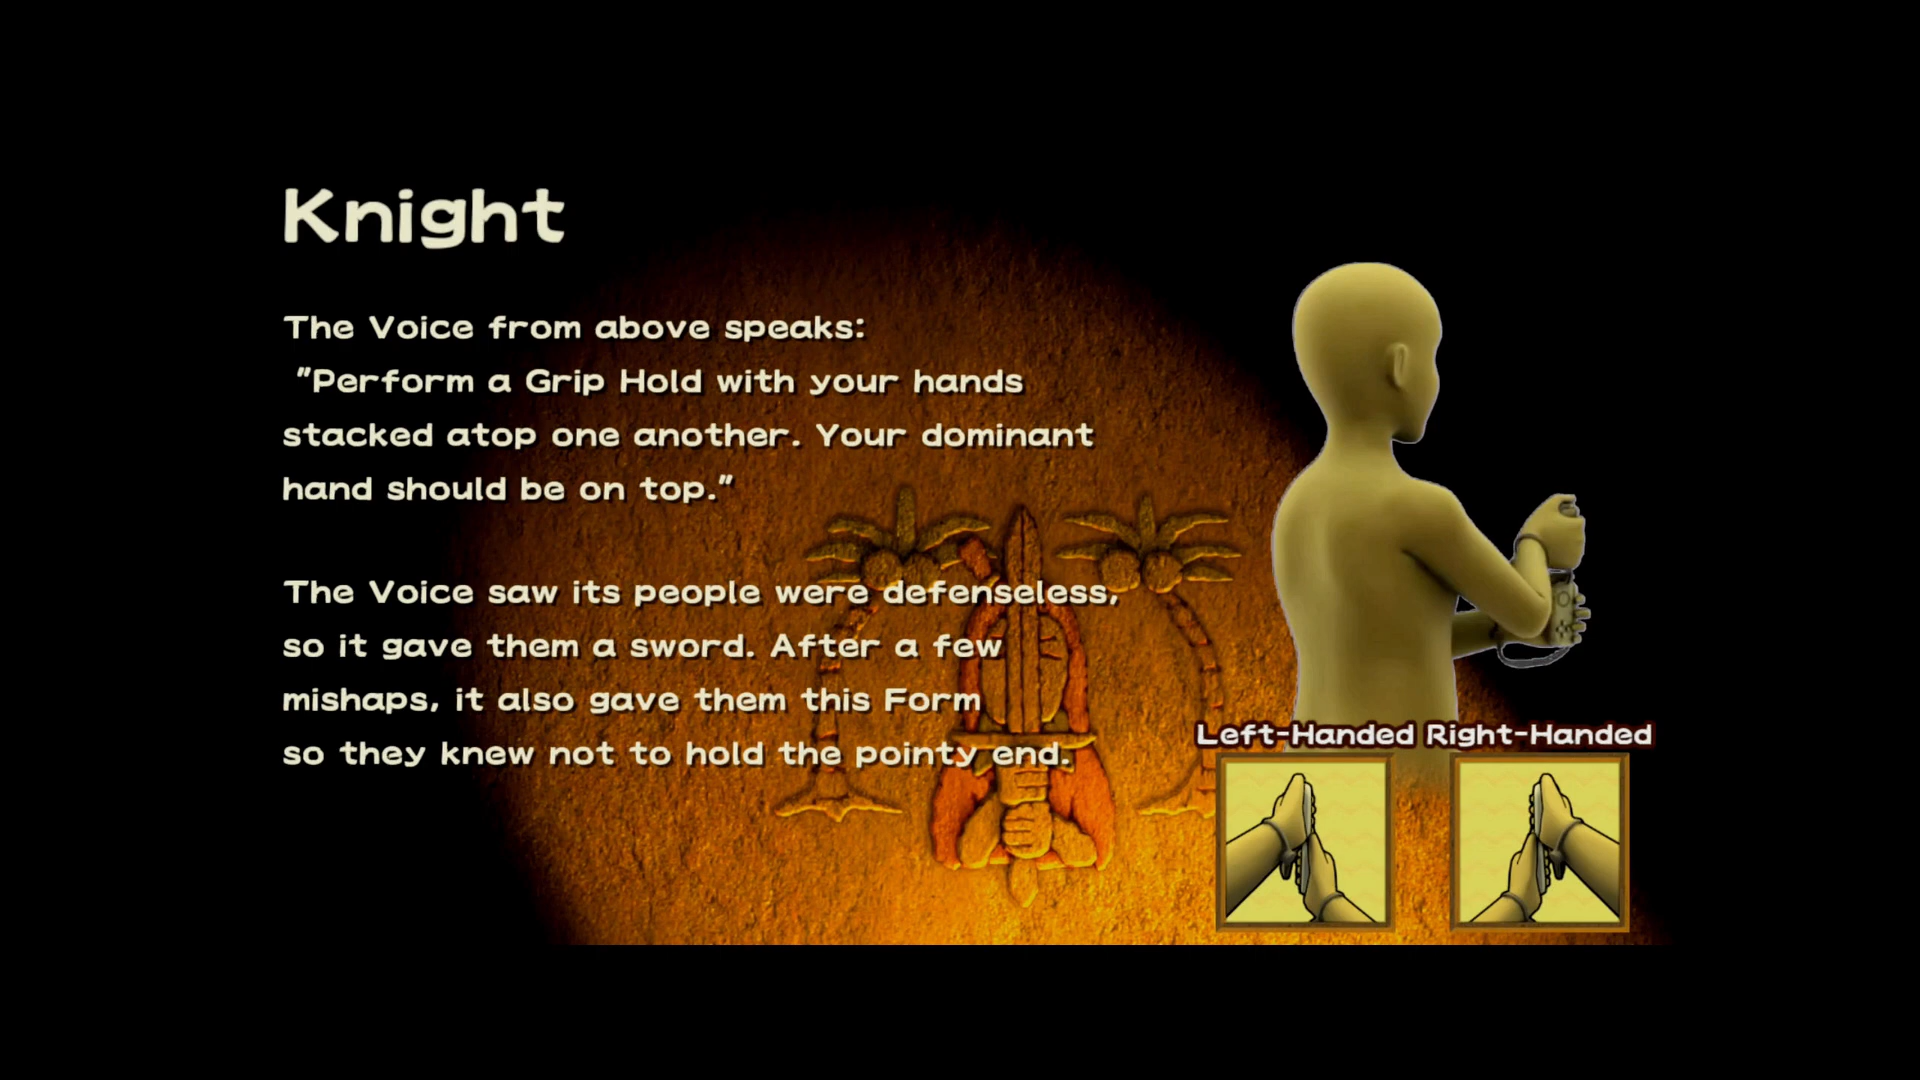 Knight
The Voice from above speaks:
"Perform a Grip Hold with your hands
stacked atop one another. Your dominant
hand should be on top."
The Voice saw its people were defenseless,
so it gave them a sword. After a few
mishaps, it also gave them this Form
so they knew not to hold the pointy end.
Left-Handed Right-Handed